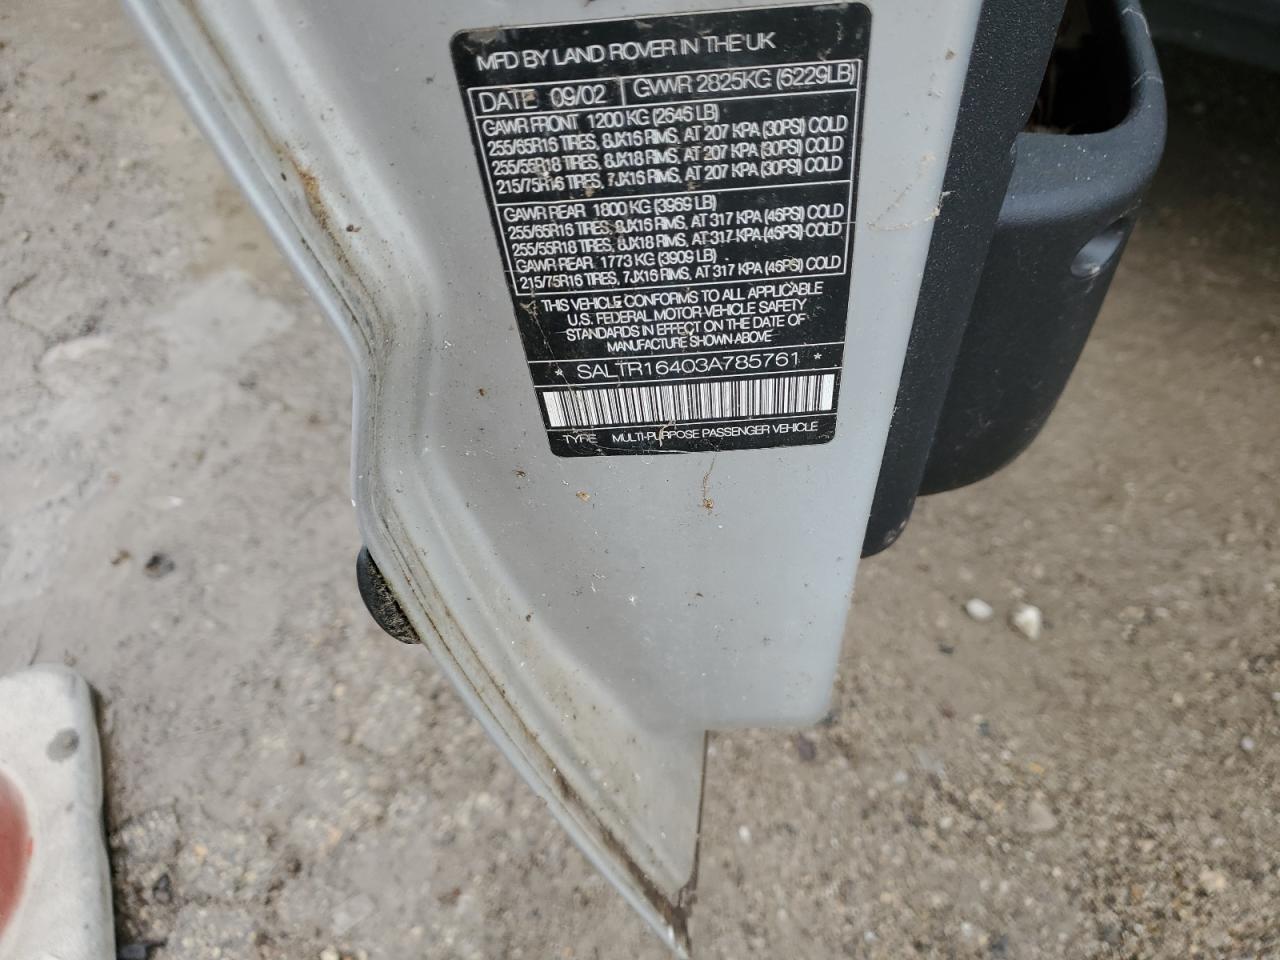 MFD BY LAND ROVER IN THE UK
DATE 09/02 GVWR 2825KG (6229LB)
GAWR FRONT 1200 KG (2646 LB)
255/65R16 TIRES, 8JX16 RIMS, AT 207 KPA (30PSI) COLD
255/55R18 TIRES, 8JX18 RIMS, AT 207 KPA (30PSI) COLD
215/75R16 TIRES, 7JX16 RIMS, AT 207 KPA (30PSI) COLD
GAWR REAR 1800 KG (3969 LB)
255/65R16 TIRES, 8JX16 RIMS, AT 317 KPA (46PSI) COLD
255/55R18 TIRES, 8JX18 RIMS, AT 317 KPA (46PSI) COLD
GAWR REAR 1773 KG (3909 LB)
215/75R16 TIRES, 7JX16 RIMS, AT 317 KPA (46PSI) COLD
THIS VEHICLE CONFORMS TO ALL APPLICABLE
U.S. FEDERAL MOTOR-VEHICLE SAFETY
STANDARDS IN EFFECT ON THE DATE OF
MANUFACTURE SHOWN ABOVE
* SALTR16403A785761 *
TYPE MULTI-PURPOSE PASSENGER VEHICLE